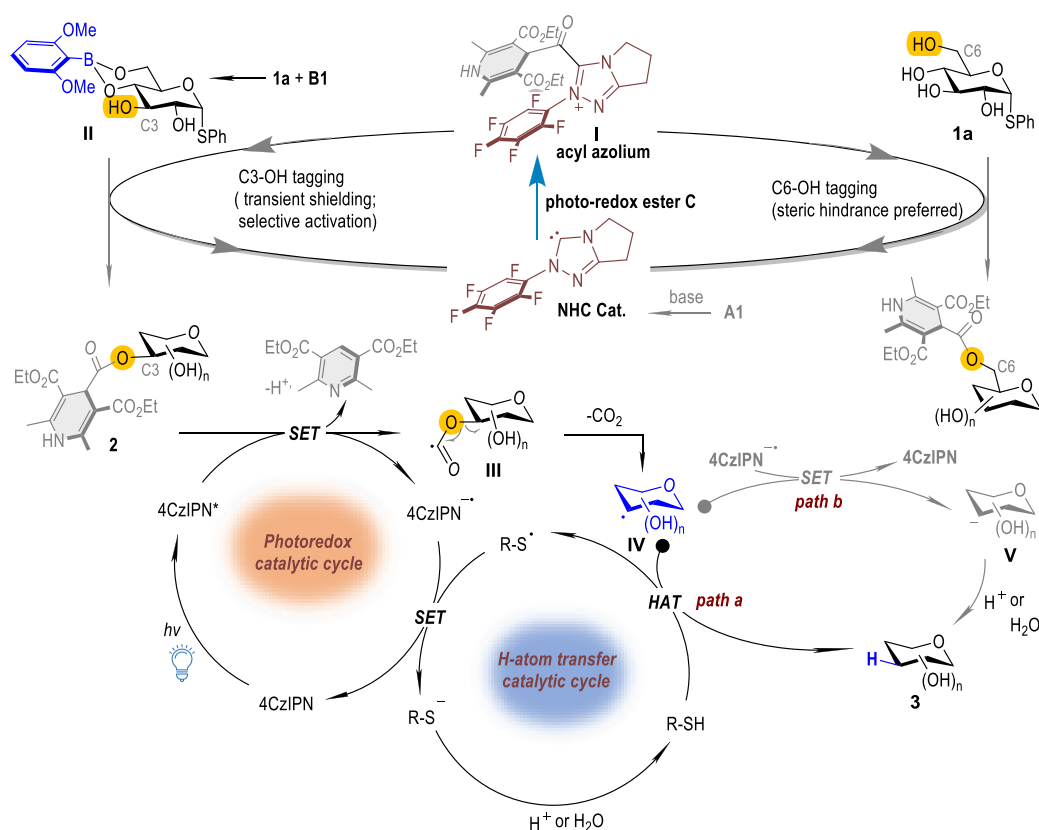 OMe
B
O
O
OMe
HO
C3
OH
O
SPh
II
1a + B1
CO₂Et
O
HN
CO₂Et
N
N
N
+
F
F
F
F
F
I
acyl azolium
HO
C6
HO
HO
HO
O
SPh
1a
C3-OH tagging
( transient shielding;
selective activation)
photo-redox ester C
C6-OH tagging
(steric hindrance preferred)
N
N
N
F
F
F
F
F
NHC Cat.
base
A1
O
O
C3
O
(OH)n
EtO₂C
CO₂Et
HN
2
EtO₂C
CO₂Et
N
-H⁺
SET
O
O
(OH)n
O
III
-CO₂
HN
CO₂Et
O
EtO₂C
O
C6
O
(HO)n
4CzIPN*
4CzIPN⁻•
Photoredox
catalytic cycle
hv
4CzIPN
SET
R-S•
R-S⁻
O
(OH)n
IV
HAT
path a
H-atom transfer
catalytic cycle
R-SH
H⁺ or H₂O
4CzIPN⁻•
4CzIPN
SET
path b
O
(OH)n
−
V
H⁺ or
H₂O
H
O
(OH)n
3